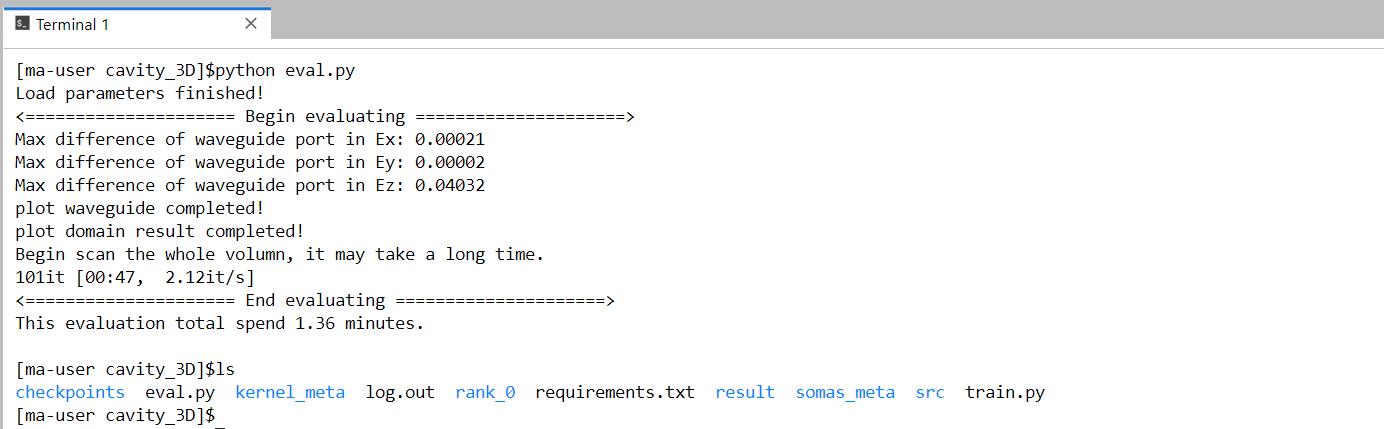 Terminal 1
[ma-user cavity_3D]$python eval.py
Load parameters finished!
<===================== Begin evaluating =====================>
Max difference of waveguide port in Ex: 0.00021
Max difference of waveguide port in Ey: 0.00002
Max difference of waveguide port in Ez: 0.04032
plot waveguide completed!
plot domain result completed!
Begin scan the whole volumn, it may take a long time.
101it [00:47,  2.12it/s]
<===================== End evaluating =====================>
This evaluation total spend 1.36 minutes.
[ma-user cavity_3D]$ls
checkpoints  eval.py  kernel_meta  log.out  rank_0  requirements.txt  result  somas_meta  src  train.py
[ma-user cavity_3D]$